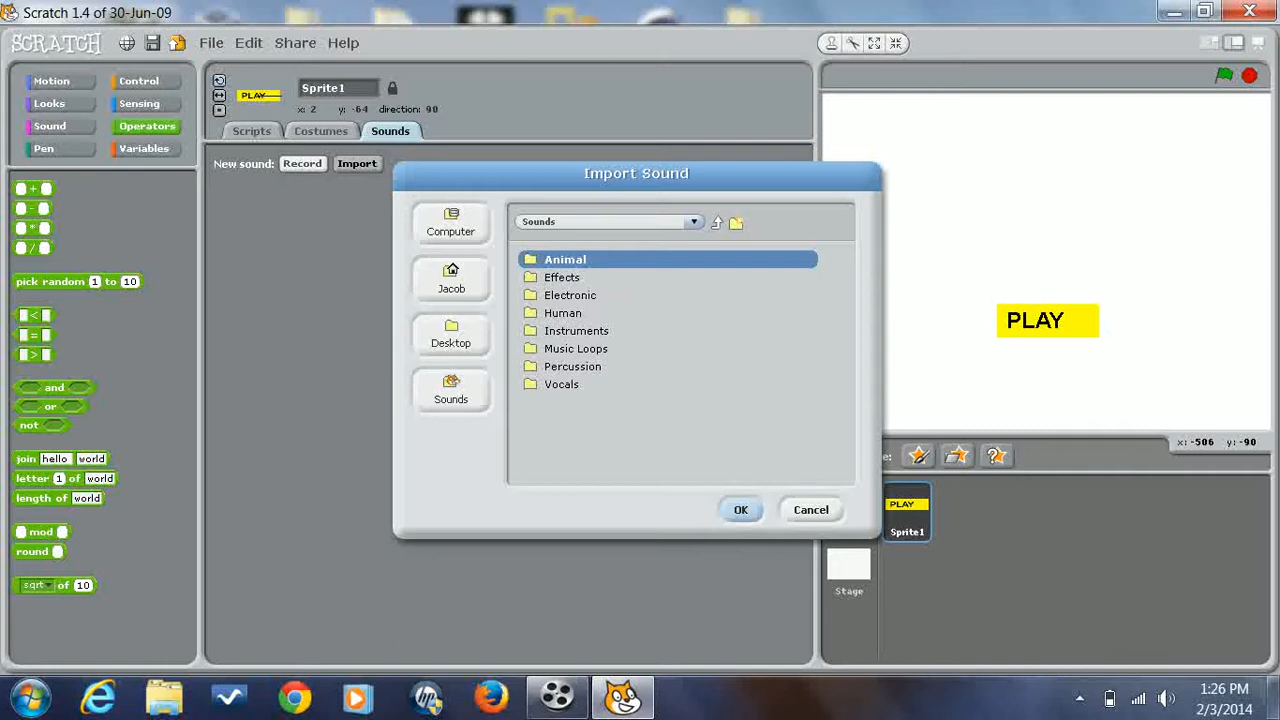 Scratch 1.4 of 30-Jun-09
SCRATCH File Edit Share Help
Motion Control
Looks Sensing
Sound Operators
Pen Variables
+
-
*
/
pick random 1 to 10
<
=
>
and
or
not
join hello world
letter 1 of world
length of world
mod
round
sqrt of 10
PLAY
Sprite1
x: 2 y: -64 direction: 90
Scripts Costumes Sounds
New sound: Record Import
Import Sound
Computer
Jacob
Desktop
Sounds
Sounds
Animal
Effects
Electronic
Human
Instruments
Music Loops
Percussion
Vocals
OK Cancel
PLAY
x: -506 y: -90
e:
PLAY
Sprite1
Stage
hp
1:26 PM
2/3/2014